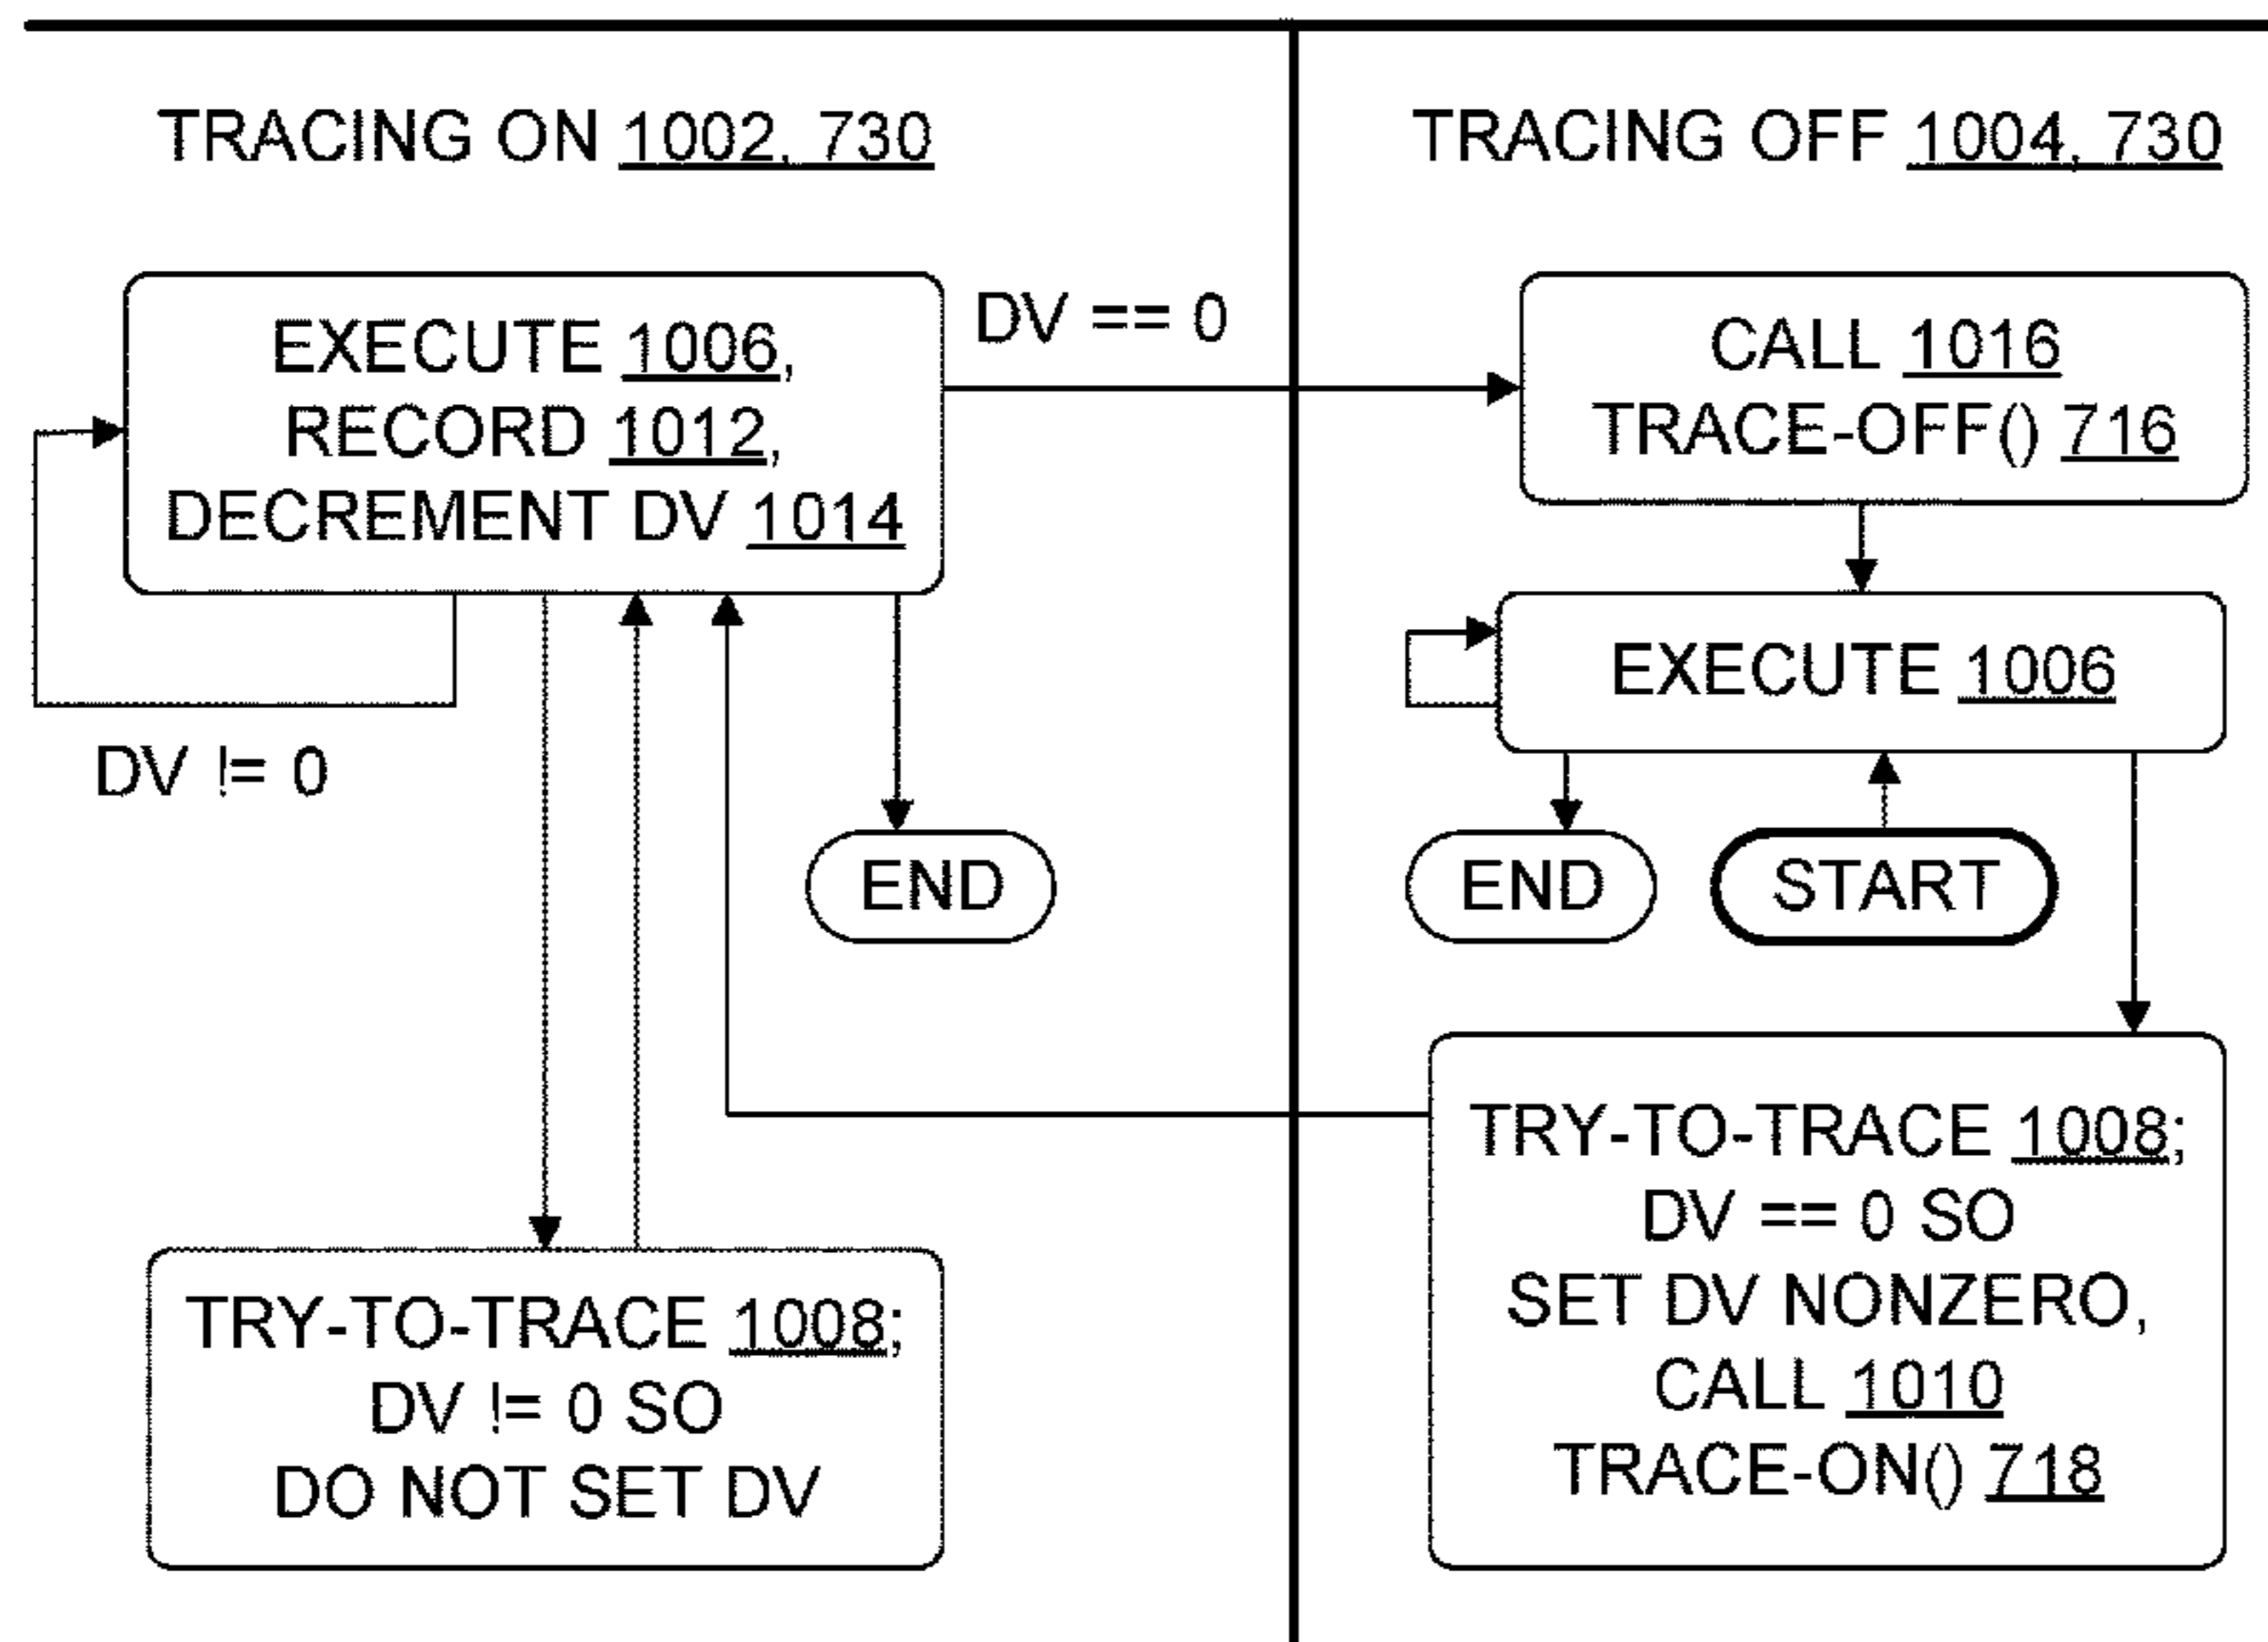 TRACING ON 1002, 730
EXECUTE 1006,
RECORD 1012,
DECREMENT DV 1014
DV == 0
DV != 0
END
TRY-TO-TRACE 1008;
DV != 0 SO
DO NOT SET DV
TRACING OFF 1004, 730
CALL 1016
TRACE-OFF() 716
EXECUTE 1006
END
START
TRY-TO-TRACE 1008;
DV == 0 SO
SET DV NONZERO,
CALL 1010
TRACE-ON() 718